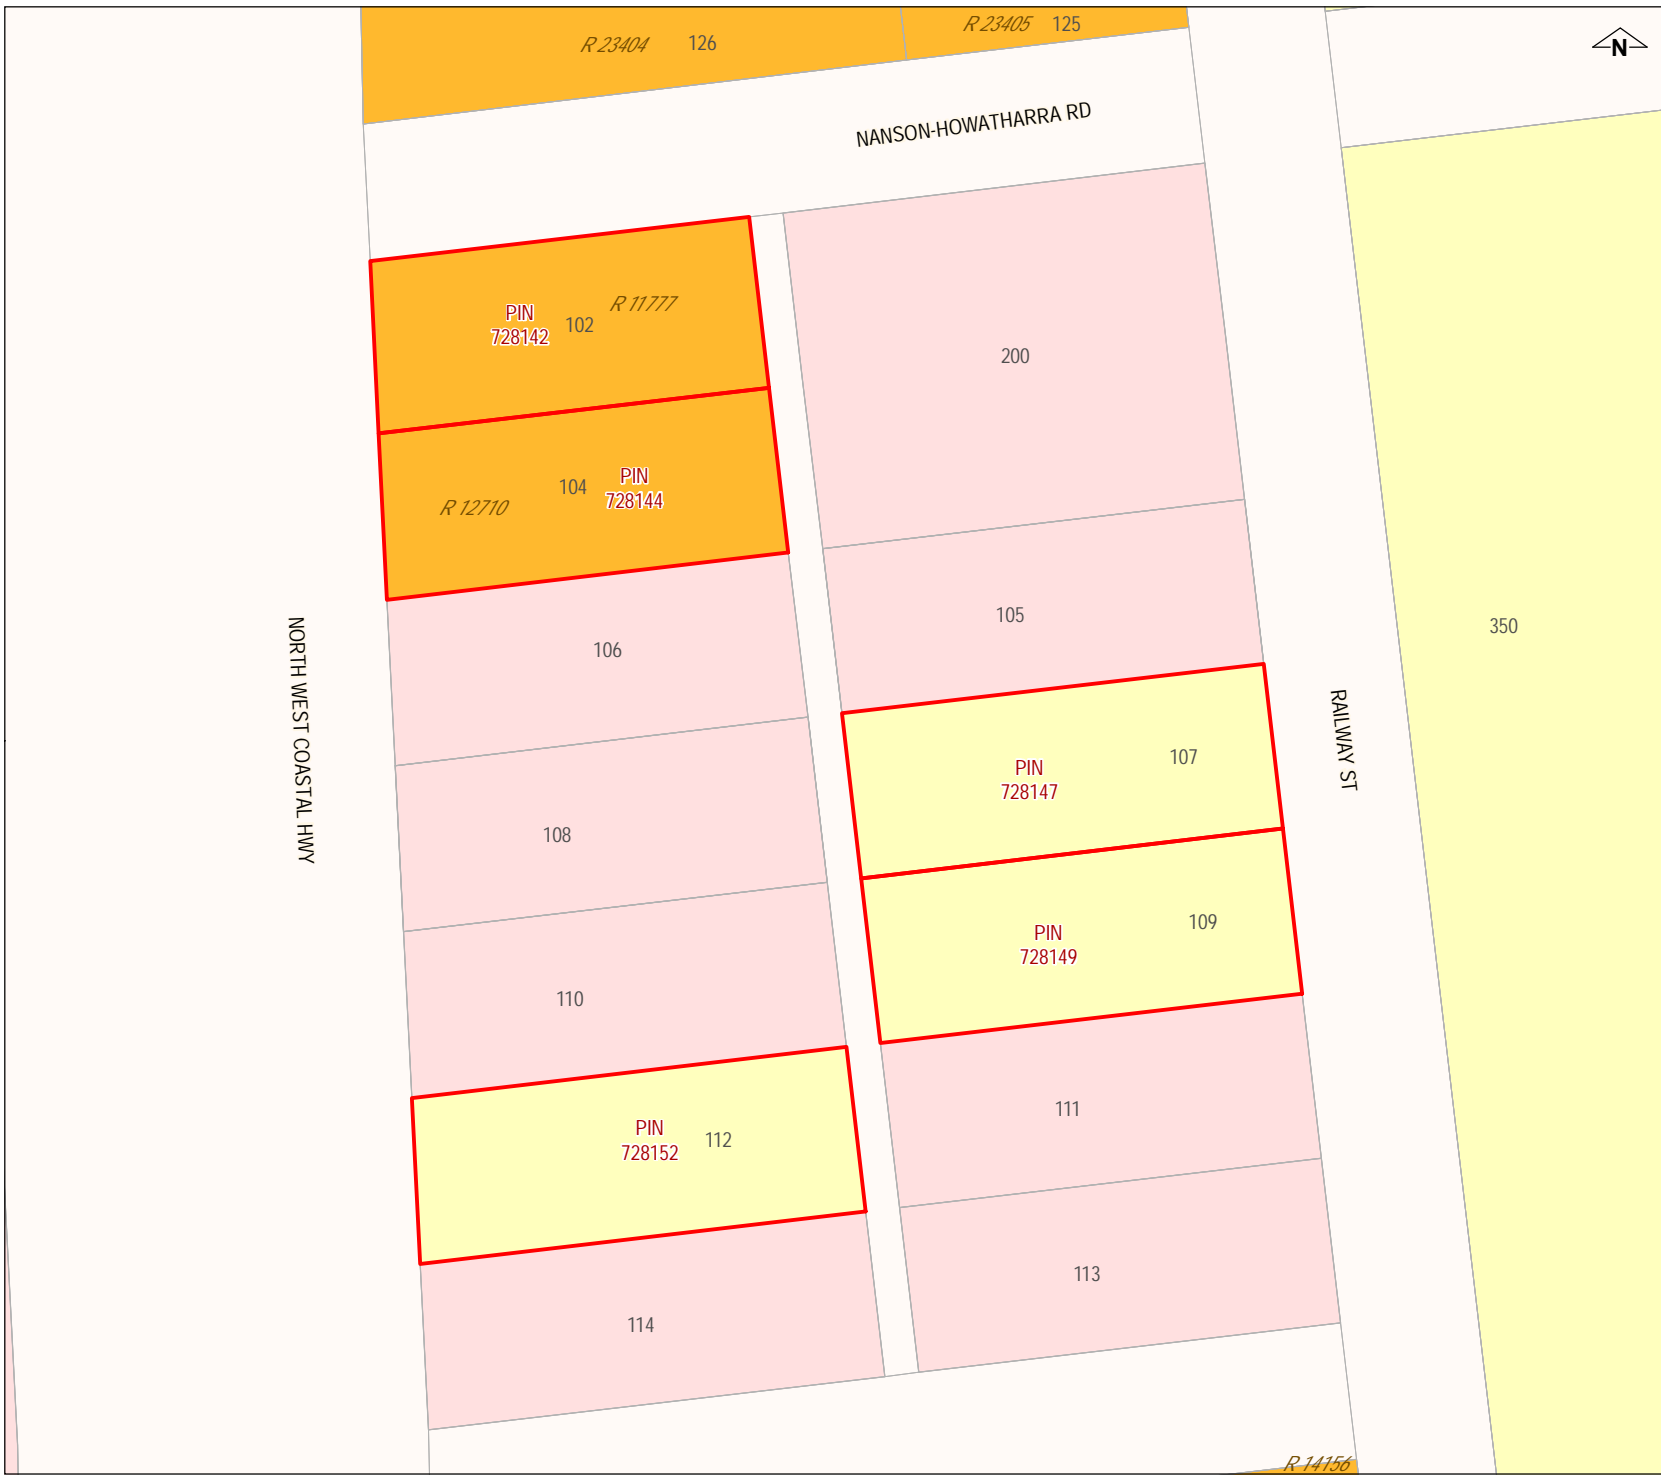 R 23404 126
R 23405 125
N
NANSON-HOWATHARRA RD
PIN
728142
102
R 11777
200
104
PIN
728144
R 12710
106
105
350
NORTH WEST COASTAL HWY
RAILWAY ST
107
PIN
728147
108
109
PIN
728149
110
111
PIN
728152
112
113
114
R 14156